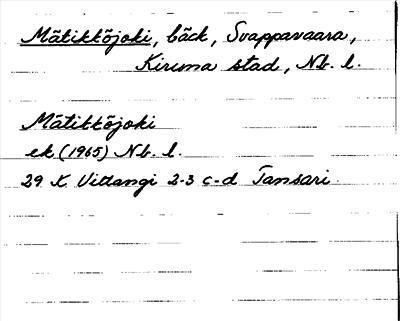 Mätikköjoki, bäck, Svappavaara,
Kiruna stad, Nb. l.
Mätikköjoki
ek (1965) Nb. l.
29 K Vittangi 2-3 c-d Tansari